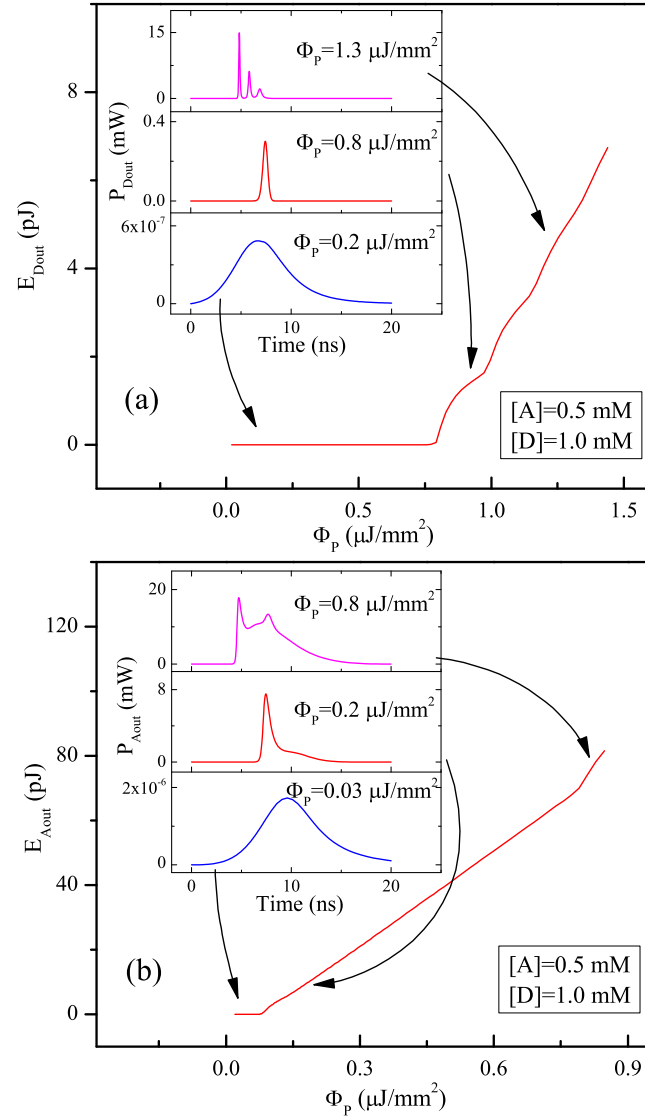 15
0
Φ_P=1.3 μJ/mm²
0.4
0.0
Φ_P=0.8 μJ/mm²
6x10⁻⁷
0
Φ_P=0.2 μJ/mm²
P_Dout (mW)
0 10 20
Time (ns)
8
4
0
E_Dout (pJ)
(a)
[A]=0.5 mM
[D]=1.0 mM
0.0 0.5 1.0 1.5
Φ_P (μJ/mm²)
20
0
Φ_P=0.8 μJ/mm²
8
0
Φ_P=0.2 μJ/mm²
2x10⁻⁶
0
Φ_P=0.03 μJ/mm²
P_Aout (mW)
0 10 20
Time (ns)
120
80
40
0
E_Aout (pJ)
(b)
[A]=0.5 mM
[D]=1.0 mM
0.0 0.3 0.6 0.9
Φ_P (μJ/mm²)